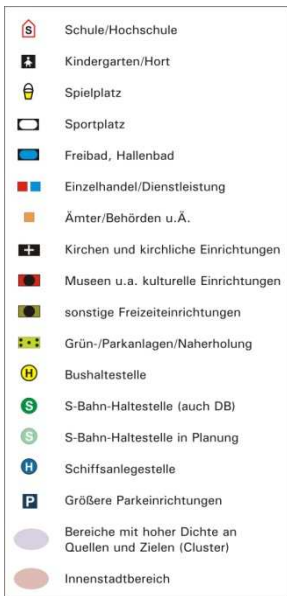 S Schule/Hochschule
Kindergarten/Hort
Spielplatz
Sportplatz
Freibad, Hallenbad
Einzelhandel/Dienstleistung
Ämter/Behörden u.Ä.
Kirchen und kirchliche Einrichtungen
Museen u.a. kulturelle Einrichtungen
sonstige Freizeiteinrichtungen
Grün-/Parkanlagen/Naherholung
H Bushaltestelle
S S-Bahn-Haltestelle (auch DB)
S S-Bahn-Haltestelle in Planung
H Schiffsanlegestelle
P Größere Parkeinrichtungen
Bereiche mit hoher Dichte an
Quellen und Zielen (Cluster)
Innenstadtbereich